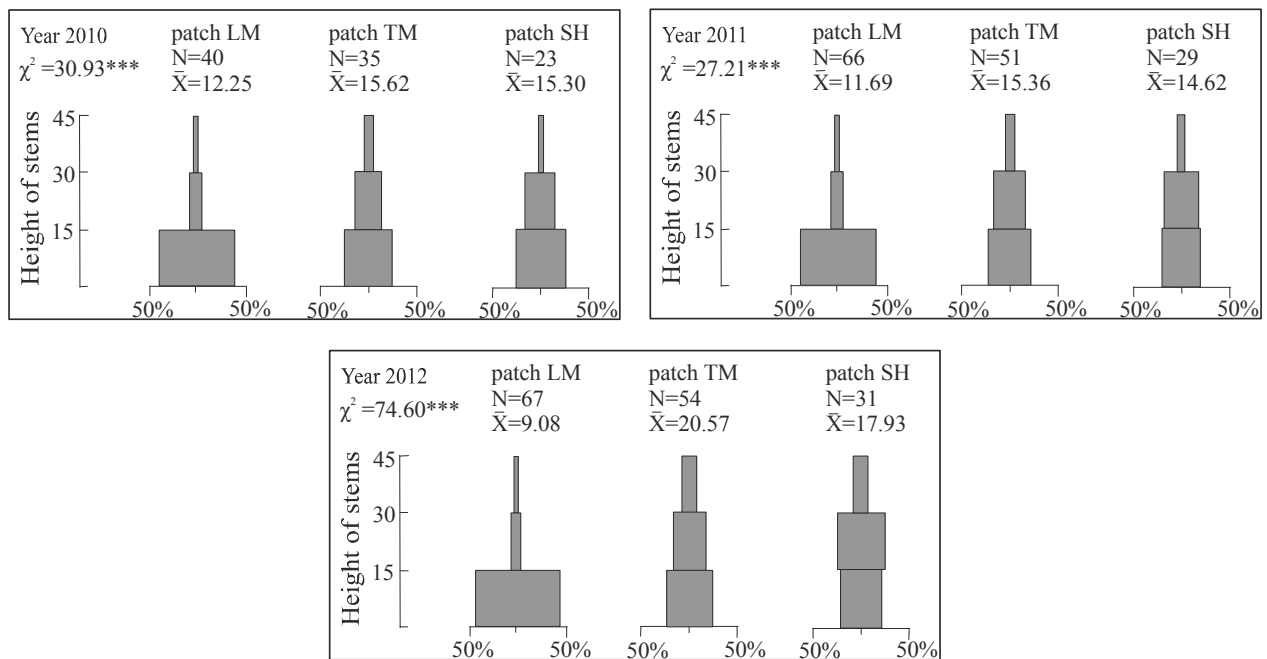 Year 2010
χ² =30.93***
patch LM
N=40
X̄=12.25
patch TM
N=35
X̄=15.62
patch SH
N=23
X̄=15.30
Height of stems
45
30
15
50% 50% 50% 50% 50% 50%
Year 2011
χ² =27.21***
patch LM
N=66
X̄=11.69
patch TM
N=51
X̄=15.36
patch SH
N=29
X̄=14.62
Height of stems
45
30
15
50% 50% 50% 50% 50% 50%
Year 2012
χ² =74.60***
patch LM
N=67
X̄=9.08
patch TM
N=54
X̄=20.57
patch SH
N=31
X̄=17.93
Height of stems
45
30
15
50% 50% 50% 50% 50% 50%